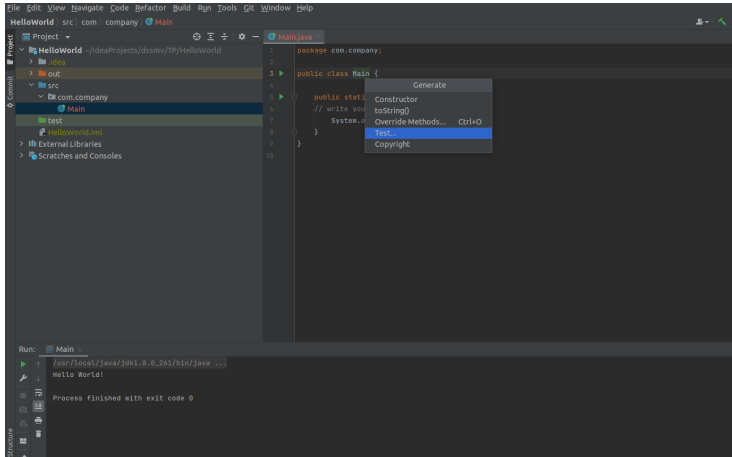 File Edit View Navigate Code Refactor Build Run Tools Git Window Help
HelloWorld src com company Main
Project
Main.java
Project
Commit
Structure
HelloWorld ~/IdeaProjects/dssmv/TP/HelloWorld
.idea
out
src
com.company
Main
test
HelloWorld.iml
External Libraries
Scratches and Consoles
1 package com.company;
2
3 public class Main {
4
5 public stati
6 // write you
7 System.o
8 }
9 }
10
Generate
Constructor
toString()
Override Methods... Ctrl+O
Test...
Copyright
Run: Main
/usr/local/java/jdk1.8.0_261/bin/java ...
Hello World!
Process finished with exit code 0